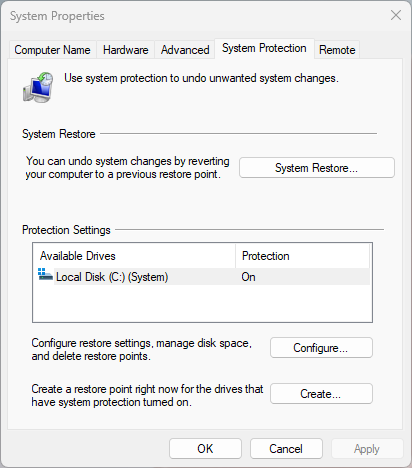 System Properties
Computer Name Hardware Advanced System Protection Remote
Use system protection to undo unwanted system changes.
System Restore
You can undo system changes by reverting
your computer to a previous restore point.
System Restore...
Protection Settings
Available Drives Protection
Local Disk (C:) (System) On
Configure restore settings, manage disk space,
and delete restore points.
Configure...
Create a restore point right now for the drives that
have system protection turned on.
Create...
OK Cancel Apply